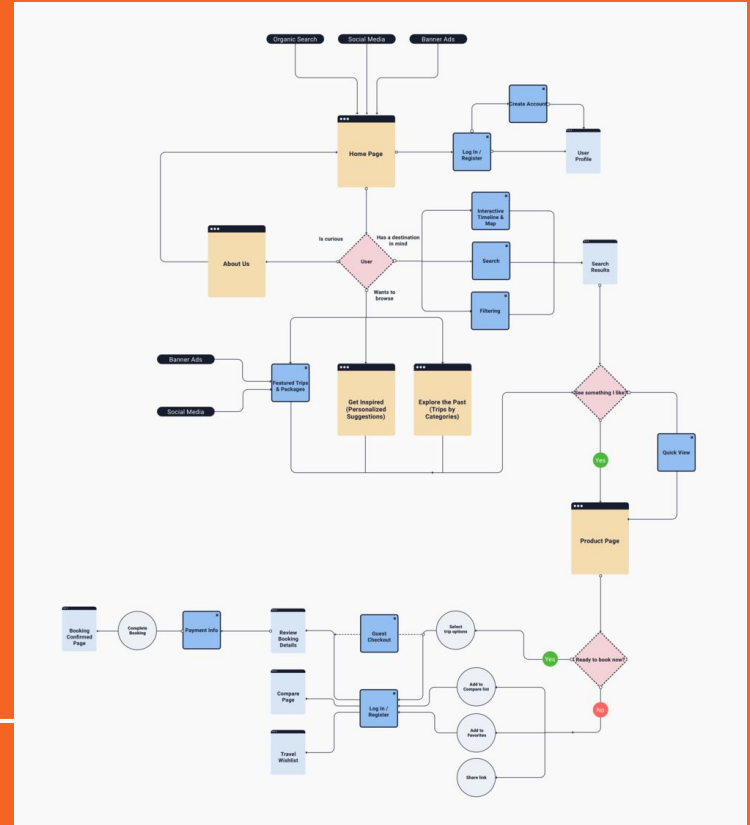 Organic Search
Social Media
Banner Ads
Create Account
Home Page
Log In /
Register
User
Profile
Interactive
Timeline &
Map
Is curious
Has a destination
in mind
About Us
User
Search
Search
Results
Wants to
browse
Filtering
Banner Ads
Featured Trips
& Packages
Social Media
Get Inspired
(Personalized
Suggestions)
Explore the Past
(Trips by
Categories)
See something I like?
Yes
Quick View
Product Page
Booking
Confirmed
Page
Complete
Booking
Payment Info
Review
Booking
Details
Guest
Checkout
Select
trip options
Yes
Ready to book now?
Compare
Page
Log In /
Register
Add to
Compare list
No
Travel
Wishlist
Add to
Favorites
Share link